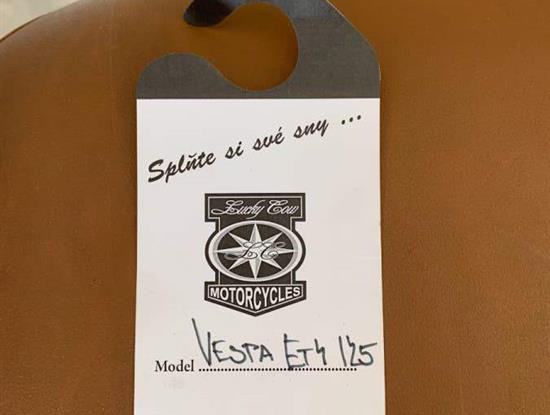 Splňte si své sny ...
Lucky Cow
LC
MOTORCYCLES
Model VESPA ET4 125